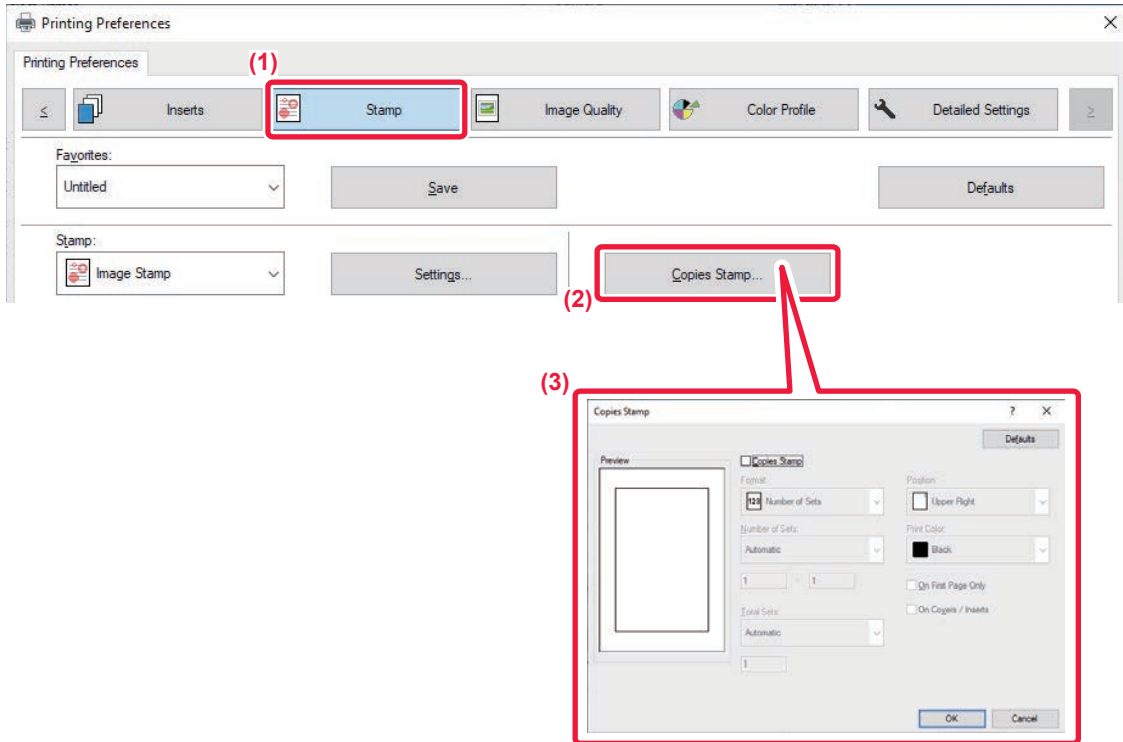 Printing Preferences
Printing Preferences
(1)
≤ Inserts Stamp Image Quality Color Profile Detailed Settings ≥
Favorites:
Untitled Save Defaults
Stamp:
Image Stamp Settings... Copies Stamp...
(2)
(3)
Copies Stamp ? X
Defaults
Preview Copies Stamp
Format: Position:
123 Number of Sets Upper Right
Number of Sets: Print Color:
Automatic Black
1 - 1 On First Page Only
Total Sets: On Covers / Inserts
Automatic
1
OK Cancel